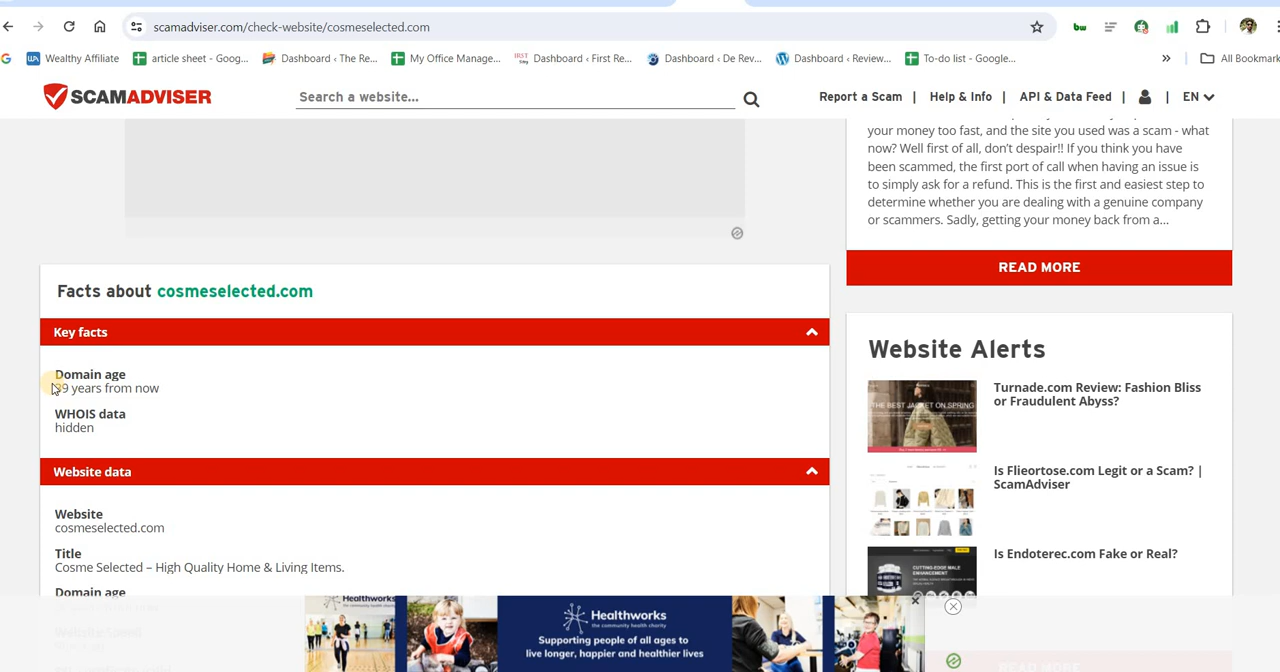 scamadviser.com/check-website/cosmeselected.com
Wealthy Affiliate
article sheet - Goog...
Dashboard ‹ The Re...
My Office Manage...
Dashboard ‹ First Re...
Dashboard ‹ De Rev...
Dashboard ‹ Review...
To-do list - Google...
»
All Bookmark
SCAMADVISER
Search a website...
Report a Scam | Help & Info | API & Data Feed | | EN
your money too fast, and the site you used was a scam - what
now? Well first of all, don't despair!! If you think you have
been scammed, the first port of call when having an issue is
to simply ask for a refund. This is the first and easiest step to
determine whether you are dealing with a genuine company
or scammers. Sadly, getting your money back from a...
READ MORE
Facts about cosmeselected.com
Key facts
Domain age
39 years from now
WHOIS data
hidden
Website data
Website
cosmeselected.com
Title
Cosme Selected – High Quality Home & Living Items.
Domain age
Website Alerts
Turnade.com Review: Fashion Bliss
or Fraudulent Abyss?
Is Flieortose.com Legit or a Scam? |
ScamAdviser
Is Endoterec.com Fake or Real?
Healthworks
the community health charity
Supporting people of all ages to
live longer, happier and healthier lives
READ MORE